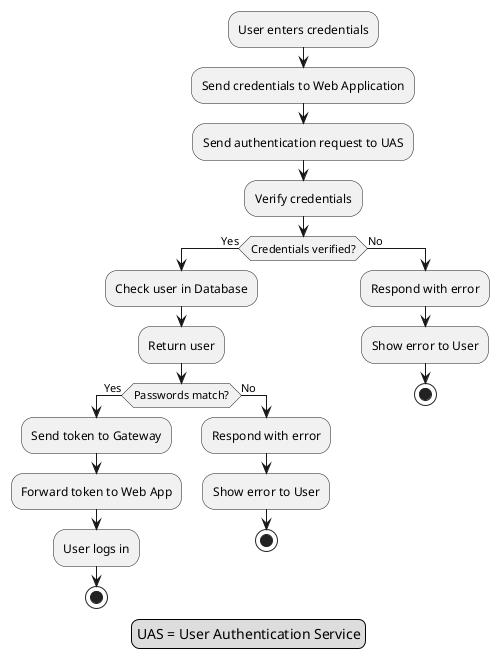 User enters credentials
Send credentials to Web Application
Send authentication request to UAS
Verify credentials
Credentials verified?
Yes
No
Check user in Database
Respond with error
Return user
Show error to User
Passwords match?
Yes
No
Send token to Gateway
Respond with error
Forward token to Web App
Show error to User
User logs in
UAS = User Authentication Service